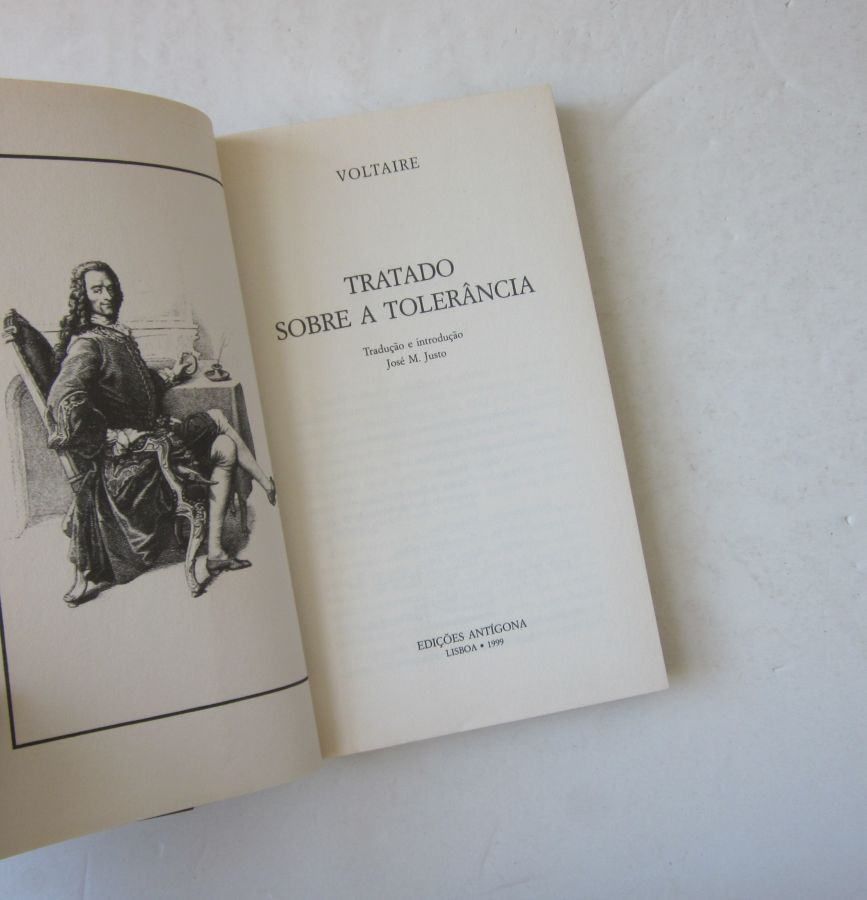 VOLTAIRE
TRATADO
SOBRE A TOLERÂNCIA
Tradução e introdução
José M. Justo
EDIÇÕES ANTÍGONA
LISBOA • 1999